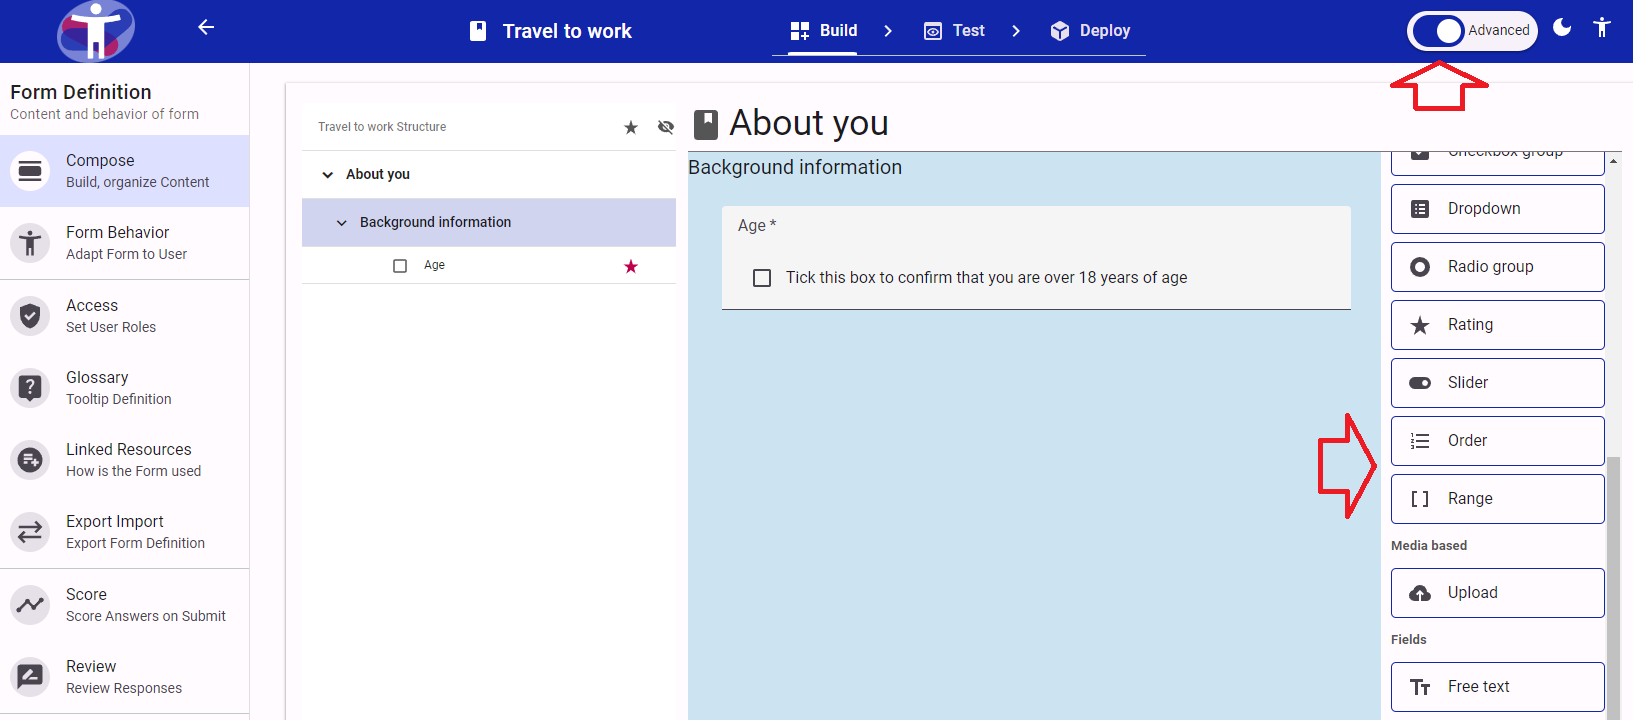 Travel to work
Build
Test
Deploy
Advanced
Form Definition
Content and behavior of form
Compose
Build, organize Content
Form Behavior
Adapt Form to User
Access
Set User Roles
Glossary
Tooltip Definition
Linked Resources
How is the Form used
Export Import
Export Form Definition
Score
Score Answers on Submit
Review
Review Responses
Travel to work Structure
About you
Background information
Age
About you
Background information
Age *
Tick this box to confirm that you are over 18 years of age
Checkbox group
Dropdown
Radio group
Rating
Slider
Order
Range
Media based
Upload
Fields
Free text